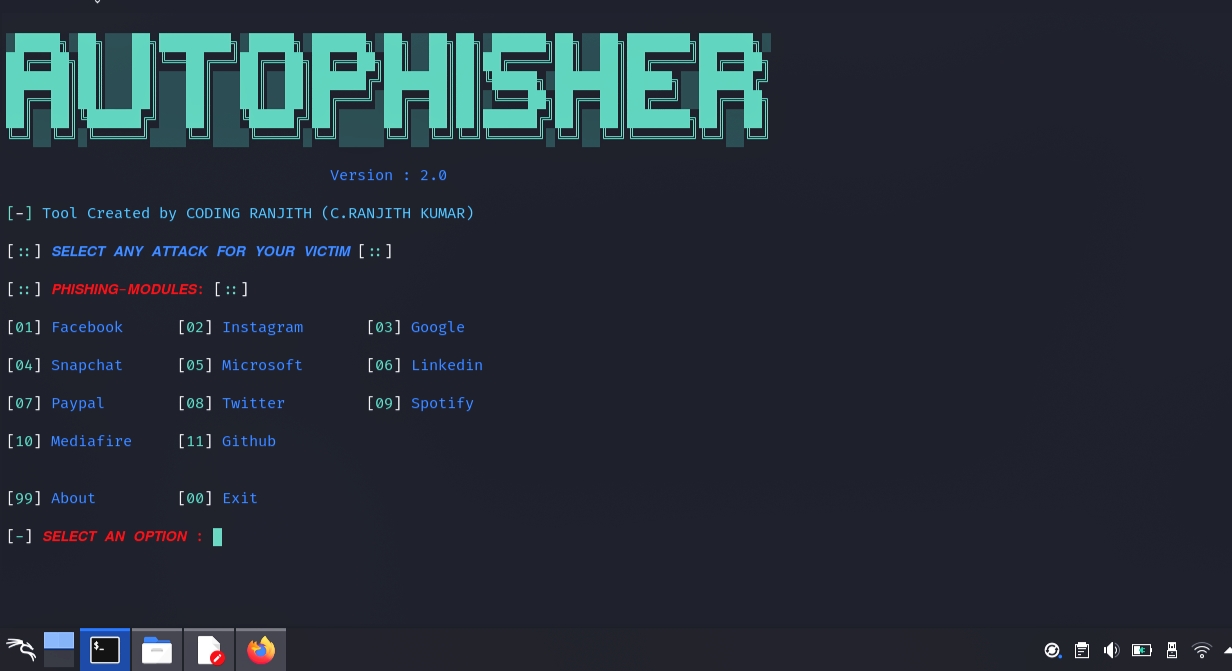 AUTOPHISHER
Version : 2.0
[-] Tool Created by CODING RANJITH (C.RANJITH KUMAR)
[::] SELECT ANY ATTACK FOR YOUR VICTIM [::]
[::] PHISHING-MODULES: [::]
[01] Facebook [02] Instagram [03] Google
[04] Snapchat [05] Microsoft [06] Linkedin
[07] Paypal [08] Twitter [09] Spotify
[10] Mediafire [11] Github
[99] About [00] Exit
[-] SELECT AN OPTION :
$_